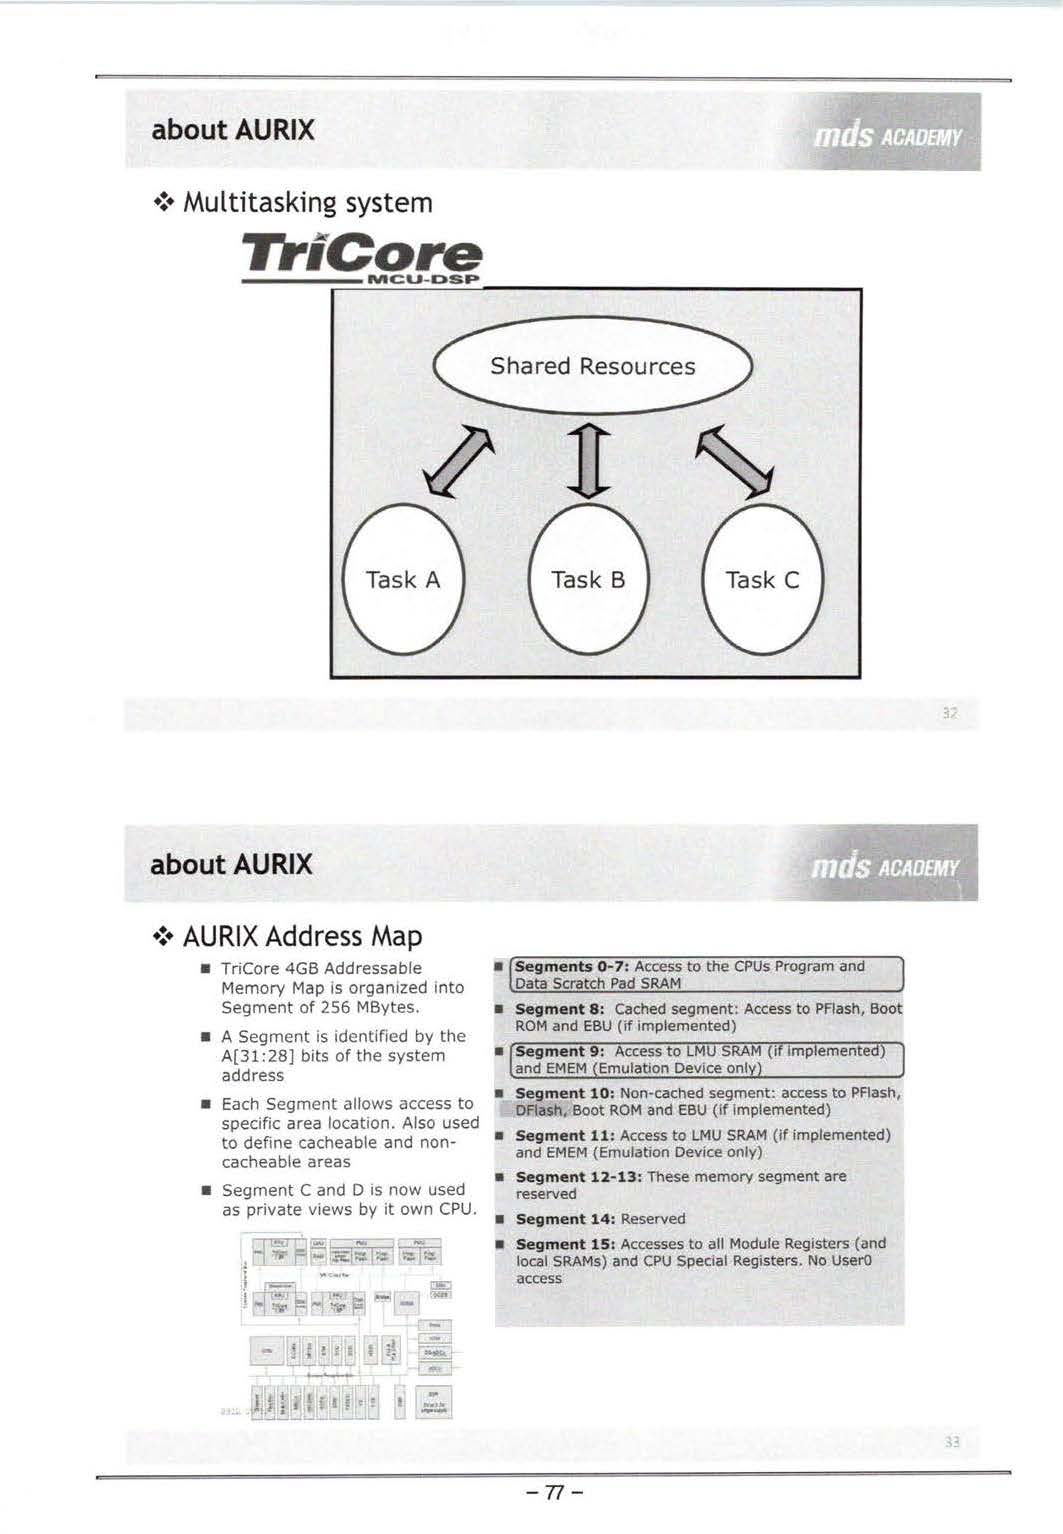 about AURIX
mds ACADEMY
Multitasking system
TriCore
MCU-DSP
Shared Resources
Task A
Task B
Task C
32
about AURIX
mds ACADEMY
AURIX Address Map
TriCore 4GB Addressable
Memory Map is organized into
Segment of 256 MBytes.
A Segment is identified by the
A[31:28] bits of the system
address
Each Segment allows access to
specific area location. Also used
to define cacheable and non-
cacheable areas
Segment C and D is now used
as private views by it own CPU.
Segments 0-7: Access to the CPUs Program and
Data Scratch Pad SRAM
Segment 8: Cached segment: Access to PFlash, Boot
ROM and EBU (if implemented)
Segment 9: Access to LMU SRAM (if implemented)
and EMEM (Emulation Device only)
Segment 10: Non-cached segment: access to PFlash,
DFlash, Boot ROM and EBU (if implemented)
Segment 11: Access to LMU SRAM (if implemented)
and EMEM (Emulation Device only)
Segment 12-13: These memory segment are
reserved
Segment 14: Reserved
Segment 15: Accesses to all Module Registers (and
local SRAMs) and CPU Special Registers. No User0
access
33
- 77 -